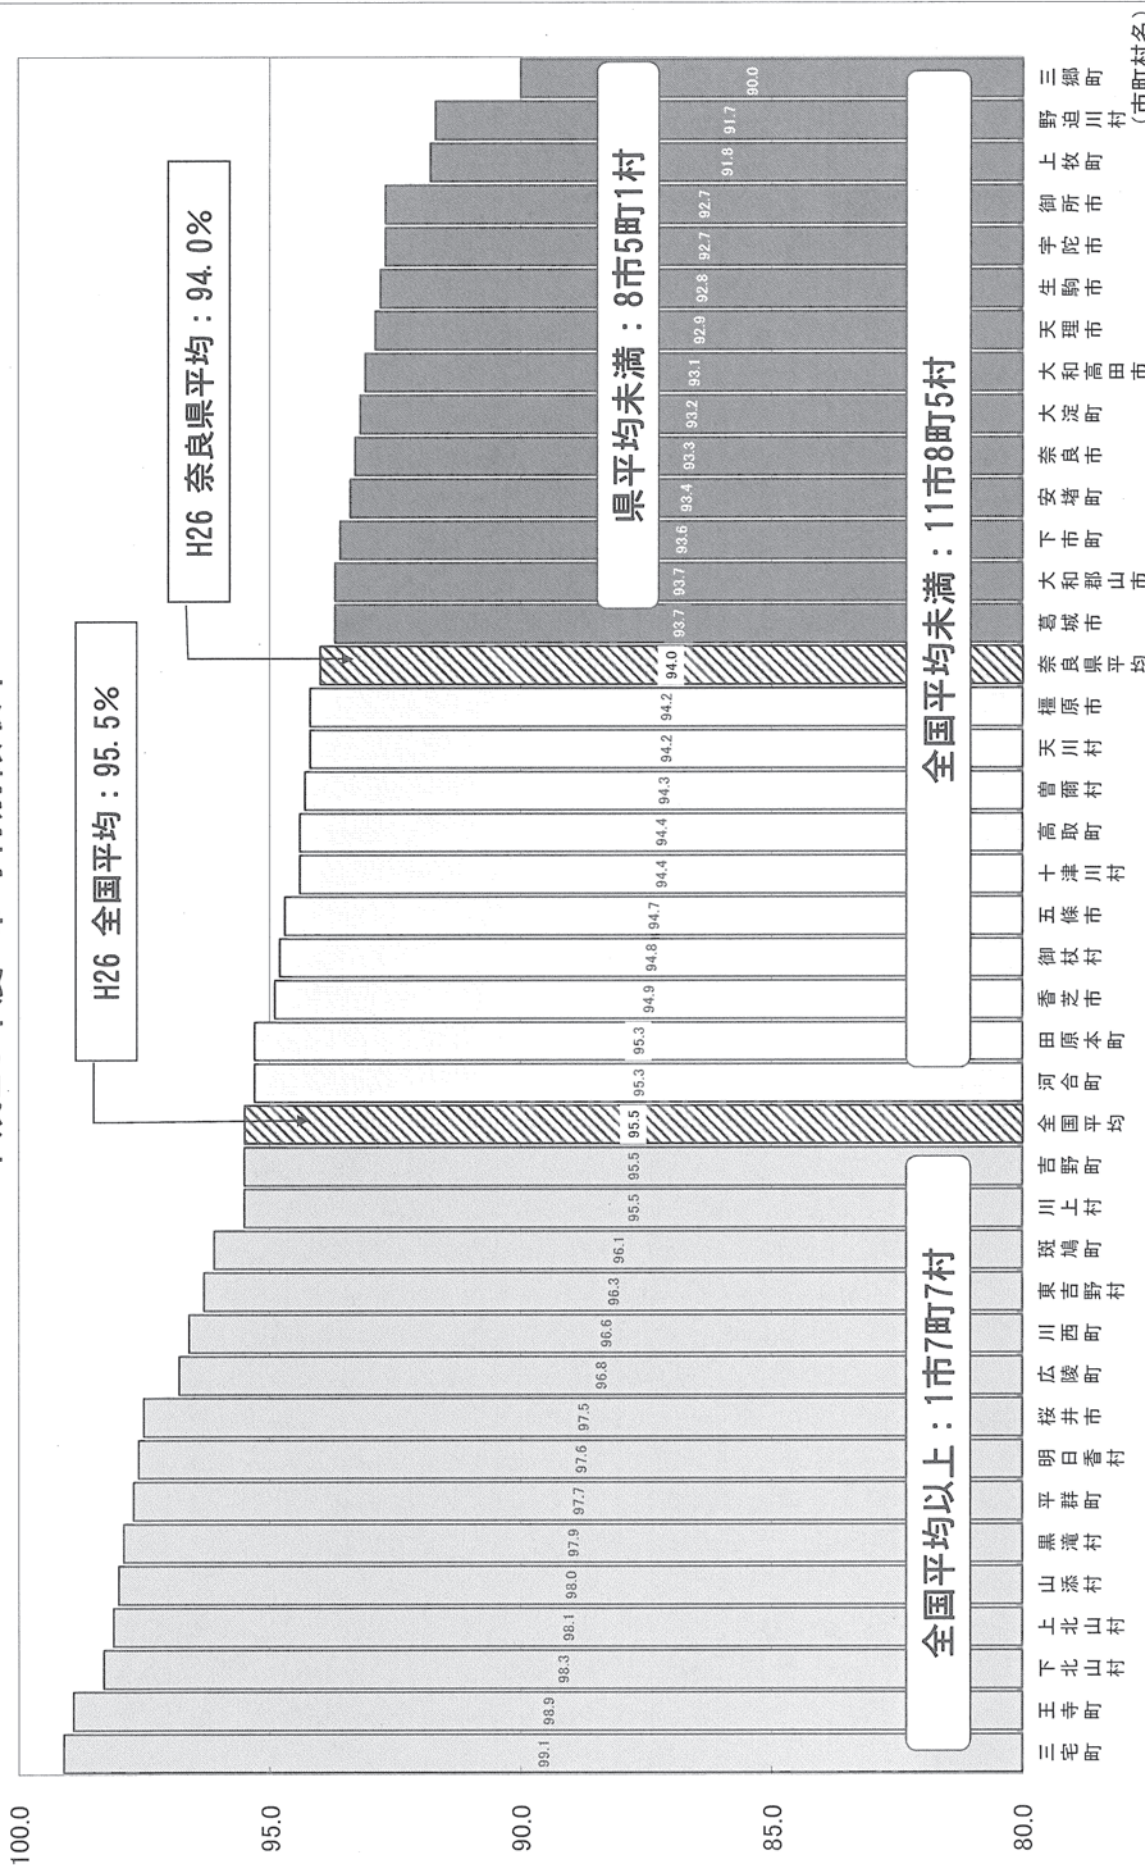 100.0
95.0
90.0
85.0
80.0
H26 全国平均：95.5%
H26 奈良県平均：94.0%
全国平均以上：1市7町7村
全国平均未満：11市8町5村
県平均未満：8市5町1村
99.1
98.9
98.3
98.1
98.0
97.9
97.7
97.6
97.5
96.8
96.6
96.3
96.1
95.5
95.5
95.5
95.3
95.3
94.9
94.8
94.7
94.4
94.4
94.3
94.2
94.2
94.0
93.7
93.7
93.6
93.4
93.3
93.2
93.1
92.9
92.8
92.7
92.7
91.8
91.7
90.0
三宅町
王寺町
下北山村
上北山村
山添村
黒滝村
平群町
明日香村
桜井市
広陵町
川西町
東吉野村
斑鳩町
川上村
吉野町
全国平均
河合町
田原本町
香芝市
御杖村
五條市
十津川村
高取町
曽爾村
天川村
橿原市
奈良県平均
葛城市
大和郡山市
下市町
安堵町
奈良市
大淀町
大和高田市
天理市
生駒市
宇陀市
御所市
上牧町
野迫川村
三郷町
(市町村名)